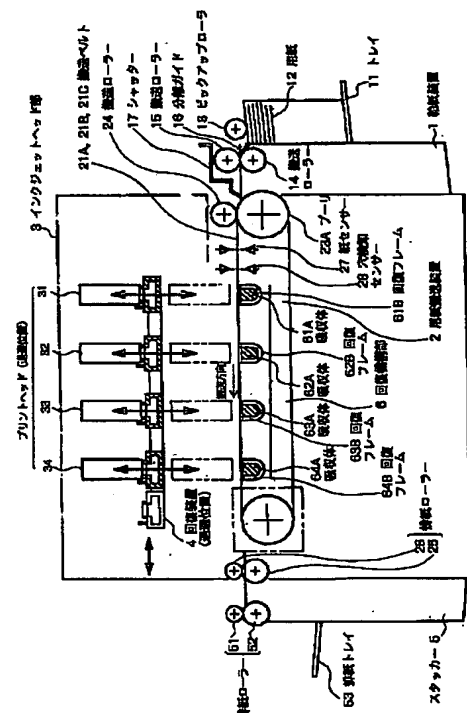 3 インクジェットヘッド部
21A, 21B, 21C 搬送ベルト
24 搬送ローラー
17 シャッター
15 搬送ローラー
16 分離ガイド
18 ピックアップローラ
12 用紙
11 トレイ
1 給紙装置
14 搬送
ローラー
23A プーリ
27 紙センサー
28 穴検知
センサー
61B 回復フレーム
2 用紙搬送装置
61A 吸収体
62B 回復
フレーム
6 回復機構部
62A 吸収体
63A 吸収体
63B 回復
フレーム
64A
吸収体
64B 回復
フレーム
搬送方向
プリントヘッド (退避位置)
31
32
33
34
4 回復装置
(退避位置)
26
25
排紙ローラー
51
52
排紙ローラー
53 排紙トレイ
スタッカー 5